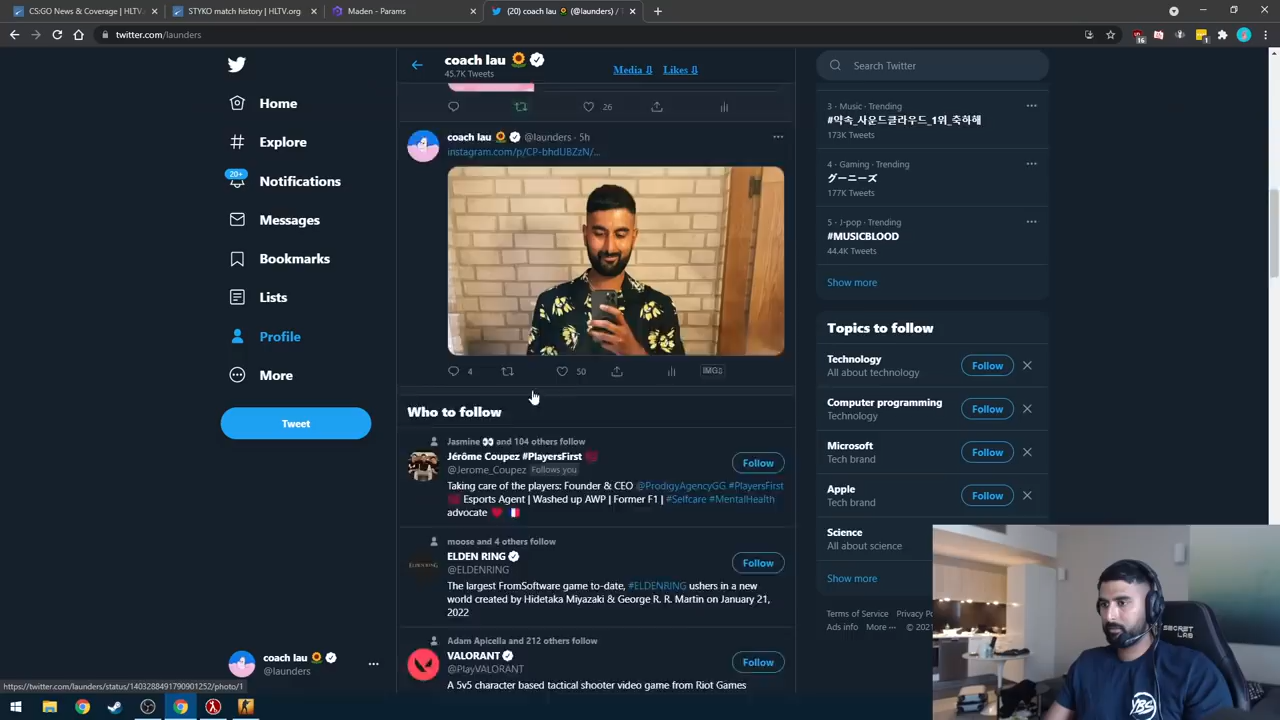 CS:GO News & Coverage | HLTV.
STYKO match history | HLTV.org
Maden - Params
(20) coach lau 🌻 (@launders) / T
twitter.com/launders
16
1
Home
Explore
20+
Notifications
Messages
Bookmarks
Lists
Profile
More
Tweet
coach lau 🌻
@launders
https://twitter.com/launders/status/1403288491790901252/photo/1
coach lau 🌻
45.7K Tweets
Media ⇩ Likes ⇩
26
coach lau 🌻 @launders · 5h
instagram.com/p/CP-bhdUBZzN/...
4
50
IMG⇩
Who to follow
Jasmine 👀 and 104 others follow
Jérôme Coupez #PlayersFirst
@Jerome_Coupez Follows you
Follow
Taking care of the players: Founder & CEO @ProdigyAgencyGG #PlayersFirst
Esports Agent | Washed up AWP | Former F1 | #Selfcare #MentalHealth
advocate
moose and 4 others follow
ELDEN RING
@ELDENRING
Follow
The largest FromSoftware game to-date, #ELDENRING ushers in a new
world created by Hidetaka Miyazaki & George R. R. Martin on January 21,
2022
Adam Apicella and 212 others follow
VALORANT
@PlayVALORANT
Follow
A 5v5 character based tactical shooter video game from Riot Games
Search Twitter
3 · Music · Trending
#약속_사운드클라우드_1위_축하해
173K Tweets
4 · Gaming · Trending
グーニーズ
177K Tweets
5 · J-pop · Trending
#MUSICBLOOD
44.4K Tweets
Show more
Topics to follow
Technology
All about technology
Follow
Computer programming
Technology
Follow
Microsoft
Tech brand
Follow
Apple
Tech brand
Follow
Science
All about science
Show more
Terms of Service Privacy Po
Ads info More ··· © 2021
SECRET
LAB